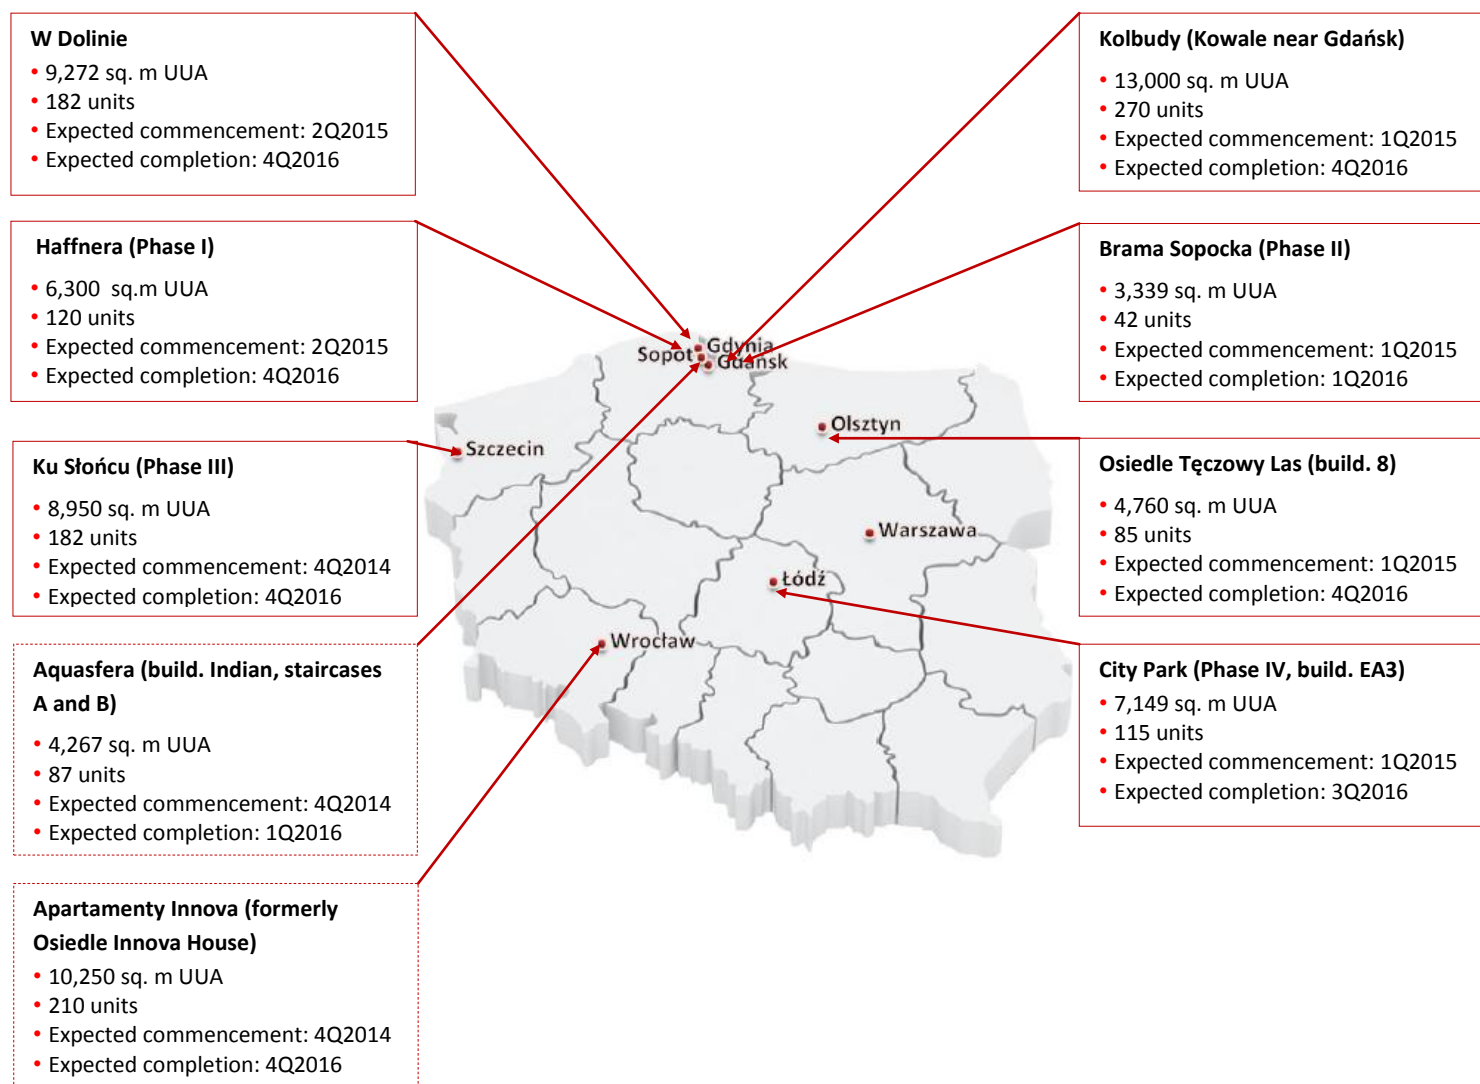 W Dolinie
• 9,272 sq. m UUA
• 182 units
• Expected commencement: 2Q2015
• Expected completion: 4Q2016
Haffnera (Phase I)
• 6,300 sq.m UUA
• 120 units
• Expected commencement: 2Q2015
• Expected completion: 4Q2016
Ku Słońcu (Phase III)
• 8,950 sq. m UUA
• 182 units
• Expected commencement: 4Q2014
• Expected completion: 4Q2016
Aquasfera (build. Indian, staircases
A and B)
• 4,267 sq. m UUA
• 87 units
• Expected commencement: 4Q2014
• Expected completion: 1Q2016
Apartamenty Innova (formerly
Osiedle Innova House)
• 10,250 sq. m UUA
• 210 units
• Expected commencement: 4Q2014
• Expected completion: 4Q2016
Gdynia
Sopot
Gdańsk
Olsztyn
Szczecin
Warszawa
Łódź
Wrocław
Kolbudy (Kowale near Gdańsk)
• 13,000 sq. m UUA
• 270 units
• Expected commencement: 1Q2015
• Expected completion: 4Q2016
Brama Sopocka (Phase II)
• 3,339 sq. m UUA
• 42 units
• Expected commencement: 1Q2015
• Expected completion: 1Q2016
Osiedle Tęczowy Las (build. 8)
• 4,760 sq. m UUA
• 85 units
• Expected commencement: 1Q2015
• Expected completion: 4Q2016
City Park (Phase IV, build. EA3)
• 7,149 sq. m UUA
• 115 units
• Expected commencement: 1Q2015
• Expected completion: 3Q2016